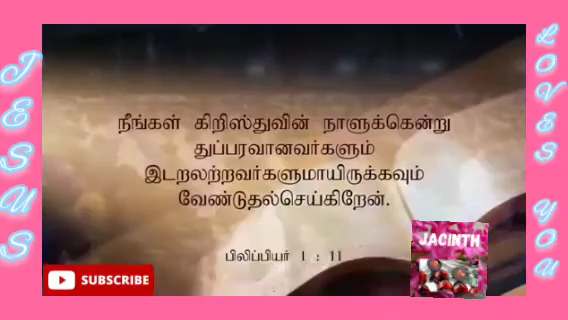 JESUS
நீங்கள் கிறிஸ்துவின் நாளுக்கென்று
துப்பரவானவர்களும்
இடறலற்றவர்களுமாயிருக்கவும்
வேண்டுதல்செய்கிறேன்.
பிலிப்பியர் 1 : 11
SUBSCRIBE
JACINTH
LOVES YOU